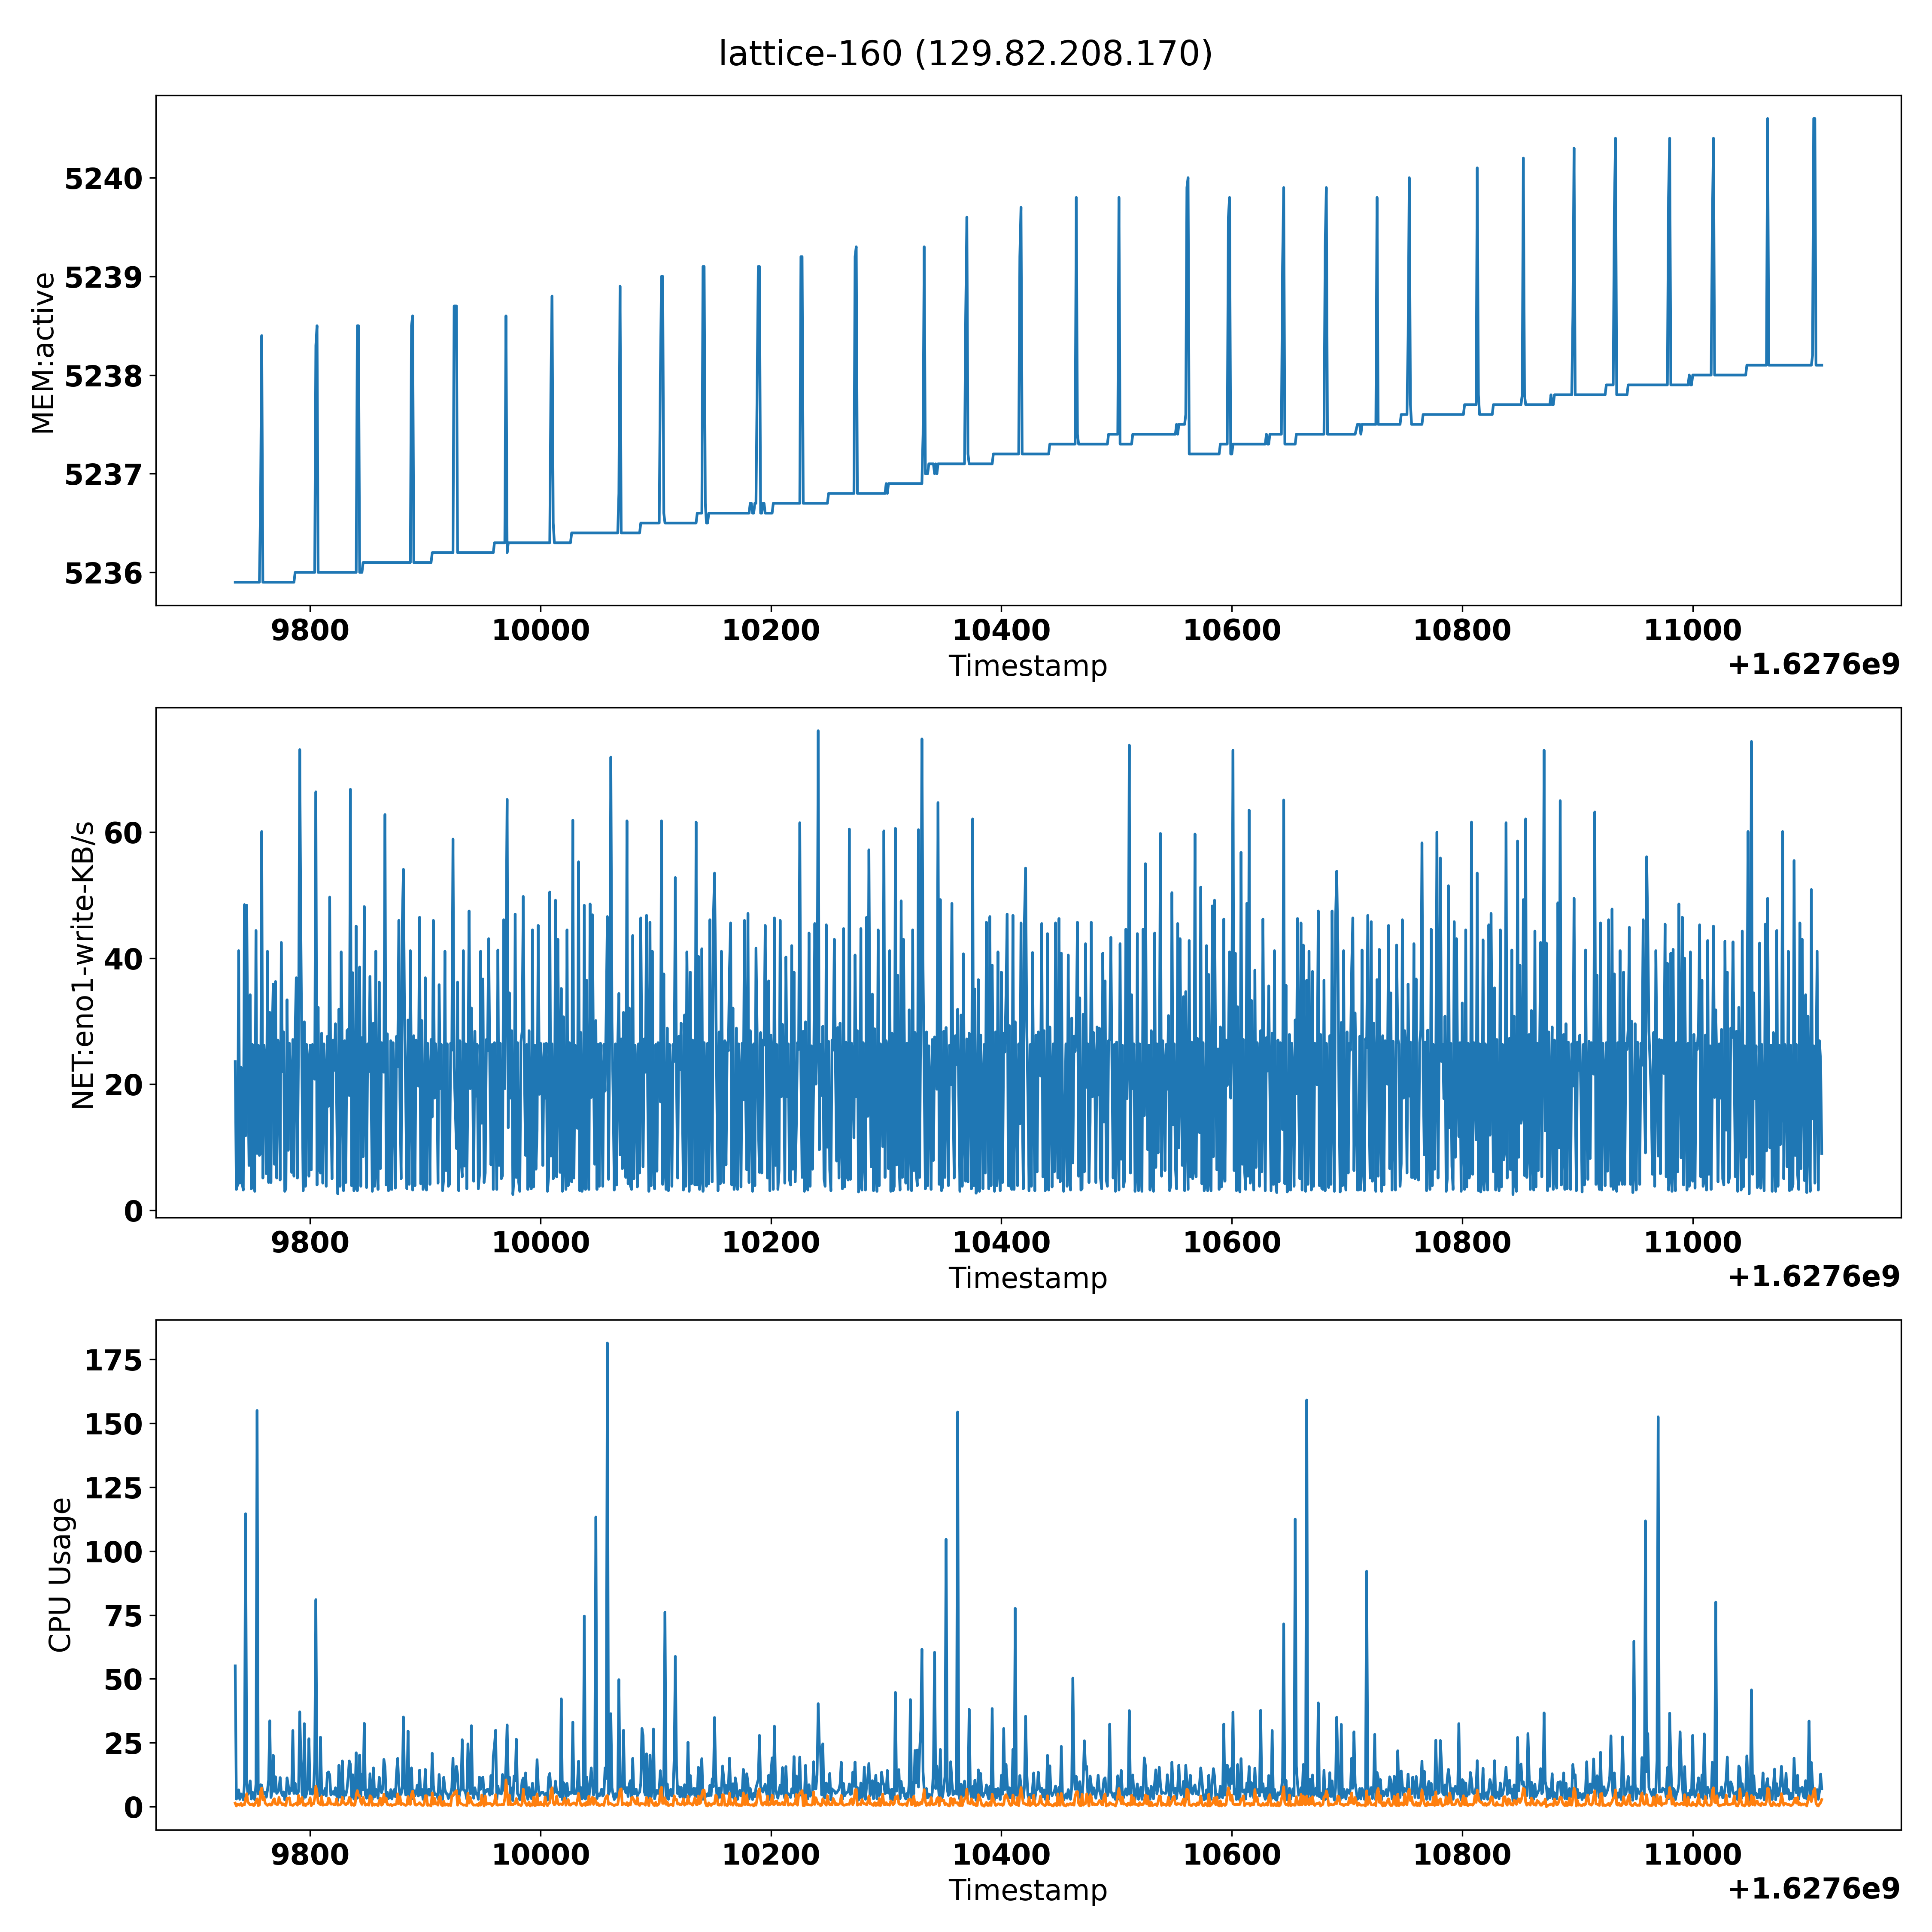 lattice-160 (129.82.208.170)
MEM:active
5240
5239
5238
5237
5236
9800 10000 10200 10400 10600 10800 11000
Timestamp
+1.6276e9
NET:eno1-write-KB/s
60
40
20
0
9800 10000 10200 10400 10600 10800 11000
Timestamp
+1.6276e9
CPU Usage
175
150
125
100
75
50
25
0
9800 10000 10200 10400 10600 10800 11000
Timestamp
+1.6276e9